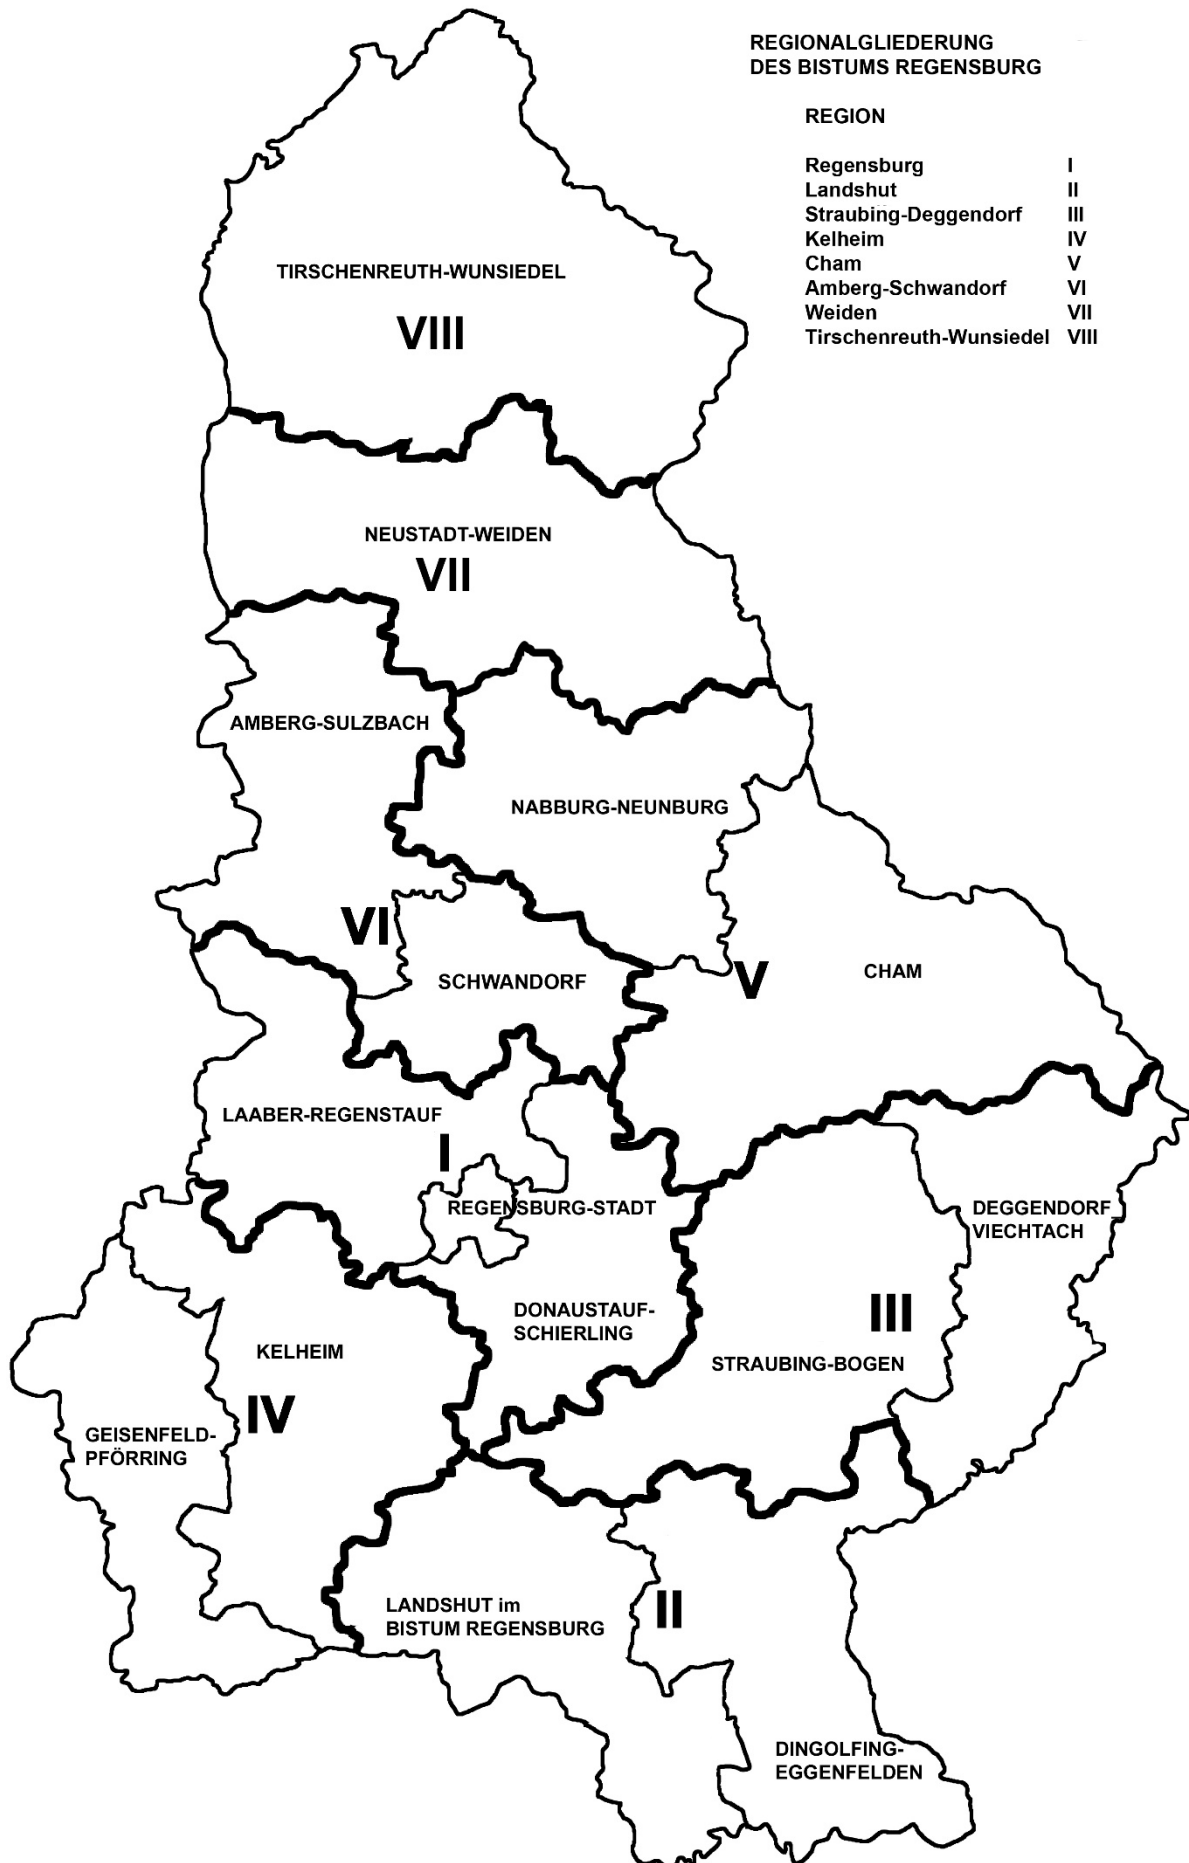 REGIONALGLIEDERUNG
DES BISTUMS REGENSBURG
REGION
Regensburg I
Landshut II
Straubing-Deggendorf III
Kelheim IV
Cham V
Amberg-Schwandorf VI
Weiden VII
Tirschenreuth-Wunsiedel VIII
TIRSCHENREUTH-WUNSIEDEL
VIII
NEUSTADT-WEIDEN
VII
AMBERG-SULZBACH
NABBURG-NEUNBURG
VI
SCHWANDORF
V
CHAM
LAABER-REGENSTAUF
I
REGENSBURG-STADT
DEGGENDORF_
VIECHTACH
DONAUSTAUF-
SCHIERLING
III
STRAUBING-BOGEN
KELHEIM
IV
GEISENFELD-
PFÖRRING
LANDSHUT im
BISTUM REGENSBURG
II
DINGOLFING-
EGGENFELDEN